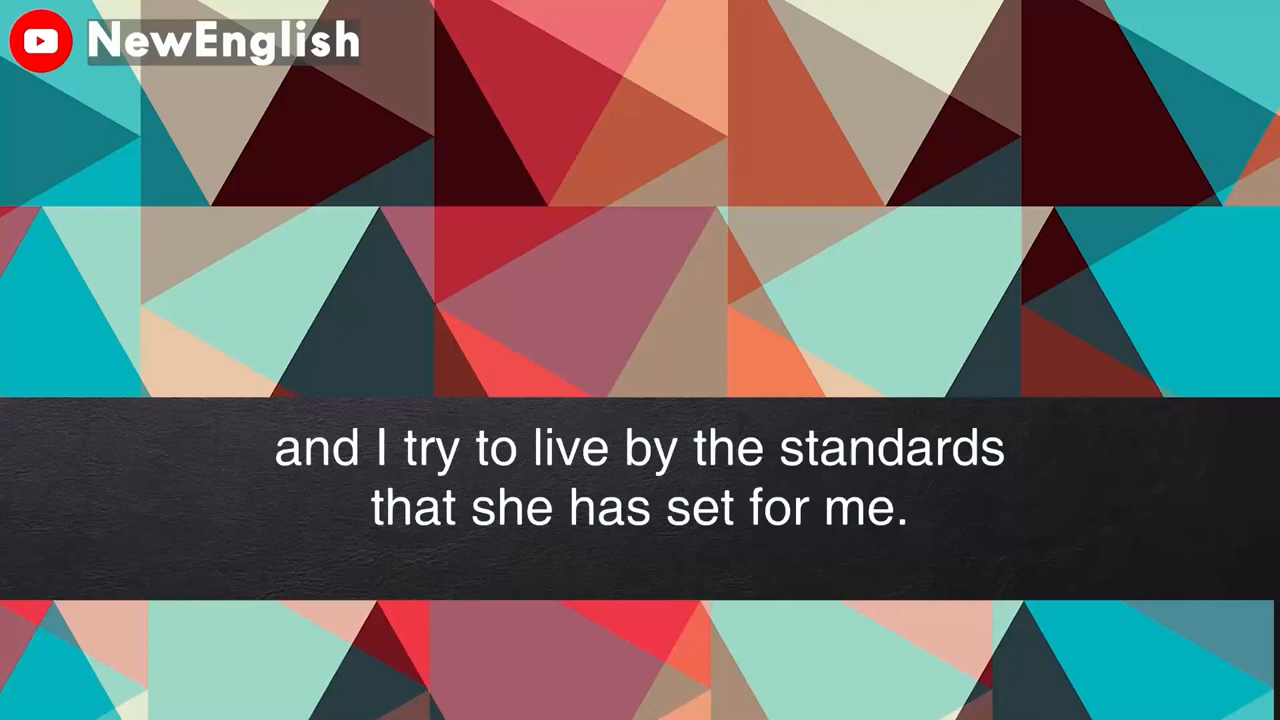 NewEnglish
and I try to live by the standards
that she has set for me.